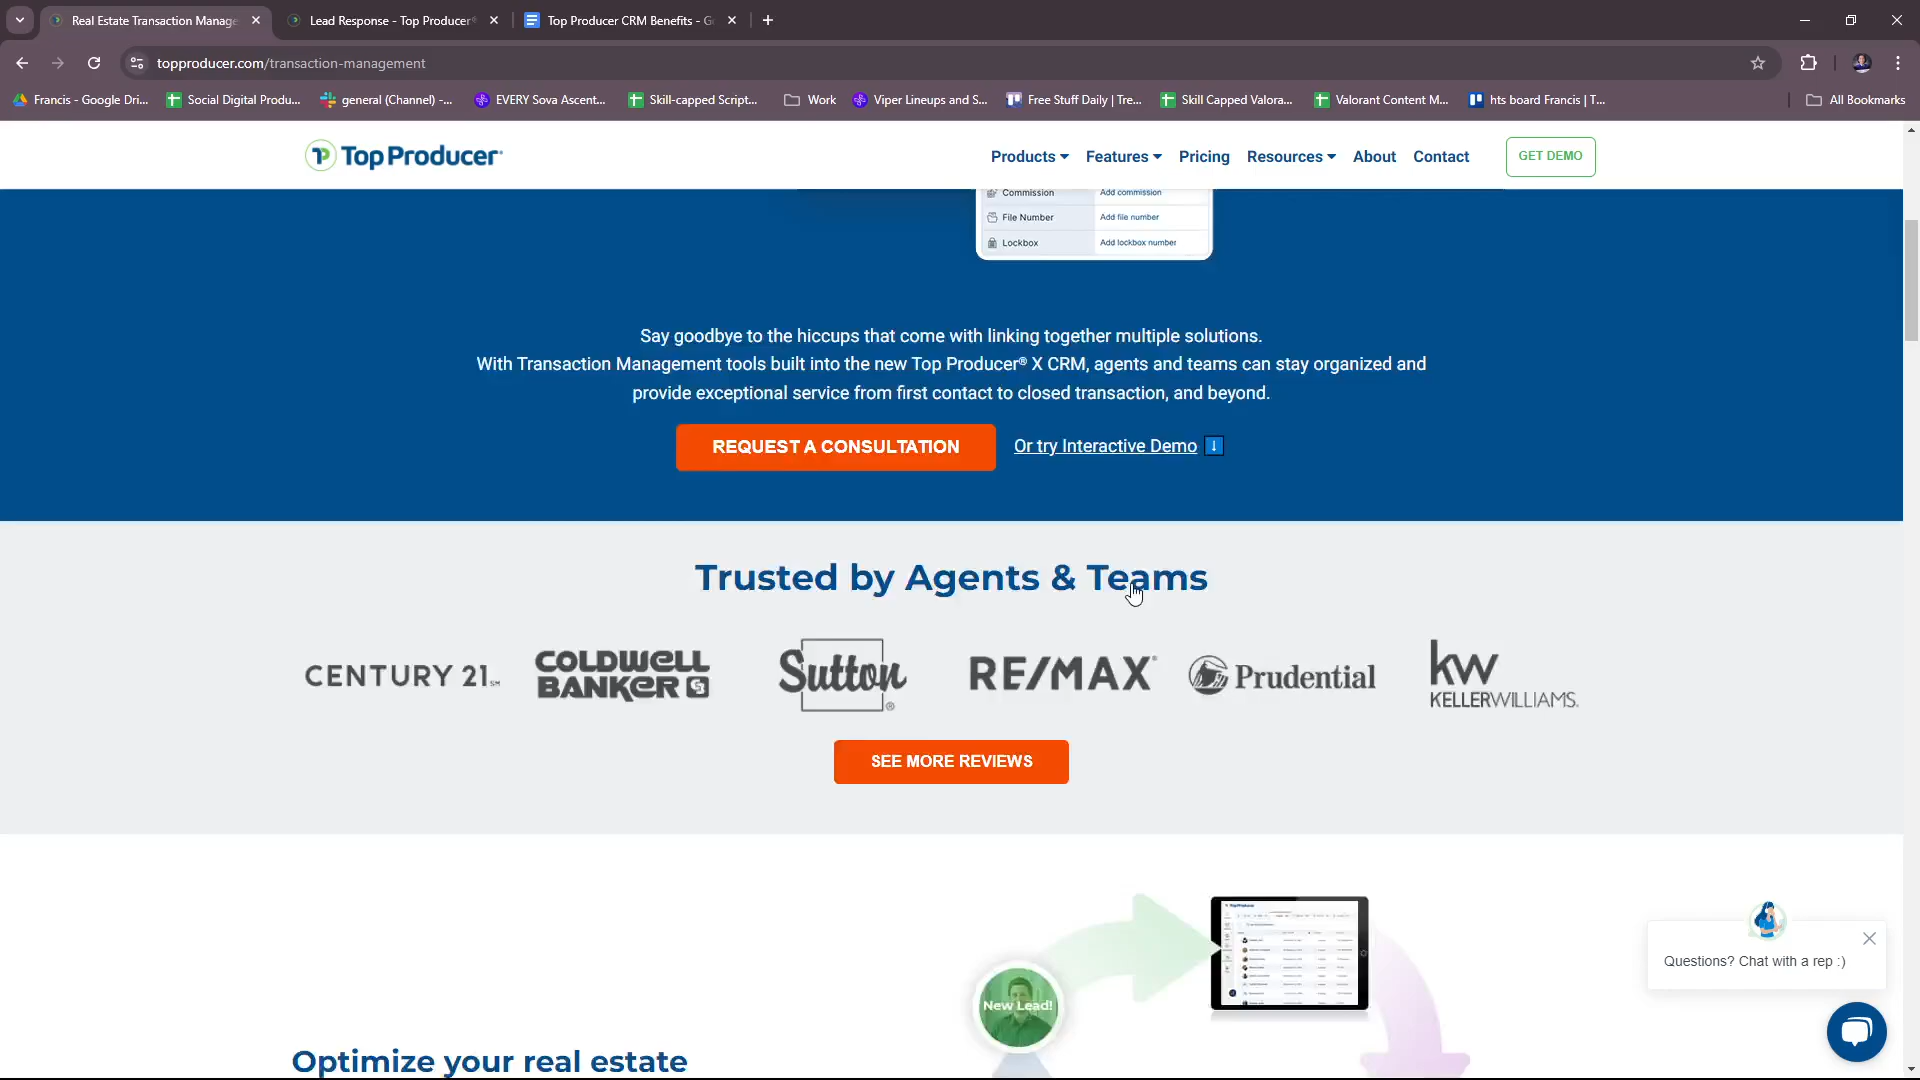 Real Estate Transaction Manage
Lead Response - Top Producer®
Top Producer CRM Benefits - G
topproducer.com/transaction-management
Francis - Google Dri...
Social Digital Produ...
general (Channel) -...
EVERY Sova Ascent...
Skill-capped Script...
Work
Viper Lineups and S...
Free Stuff Daily | Tre...
Skill Capped Valora...
Valorant Content M...
hts board Francis | T...
All Bookmarks
Top Producer®
Products
Features
Pricing
Resources
About
Contact
GET DEMO
Commission Add commission
File Number Add file number
Lockbox Add lockbox number
Say goodbye to the hiccups that come with linking together multiple solutions.
With Transaction Management tools built into the new Top Producer® X CRM, agents and teams can stay organized and
provide exceptional service from first contact to closed transaction, and beyond.
REQUEST A CONSULTATION
Or try Interactive Demo
Trusted by Agents & Teams
CENTURY 21℠
COLDWELL
BANKER
Sutton®
RE/MAX®
Prudential
kw
KELLERWILLIAMS.
SEE MORE REVIEWS
New Lead!
Optimize your real estate
Questions? Chat with a rep :)